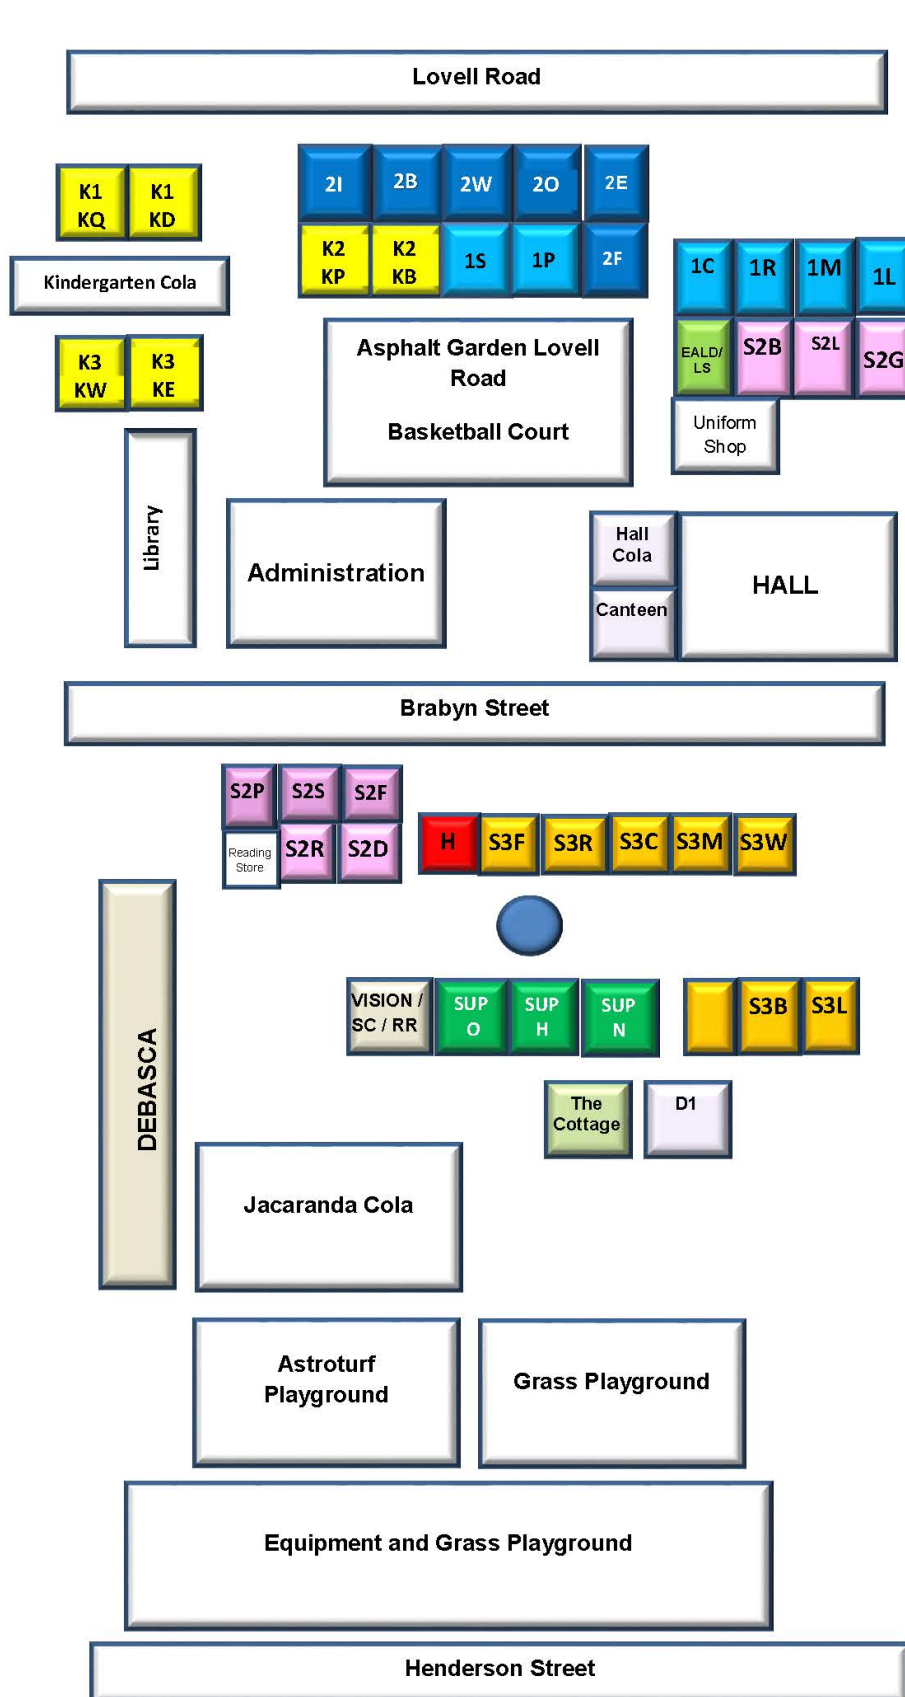 Lovell Road
K1
KQ
K1
KD
2I
2B
2W
2O
2E
K2
KP
K2
KB
1S
1P
2F
Kindergarten Cola
1C
1R
1M
1L
K3
KW
K3
KE
Asphalt Garden Lovell
Road
Basketball Court
EALD/
LS
S2B
S2L
S2G
Uniform
Shop
Library
Administration
Hall
Cola
Canteen
HALL
Brabyn Street
S2P
S2S
S2F
Reading
Store
S2R
S2D
H
S3F
S3R
S3C
S3M
S3W
DEBASCA
VISION /
SC / RR
SUP
O
SUP
H
SUP
N
S3B
S3L
The
Cottage
D1
Jacaranda Cola
Astroturf
Playground
Grass Playground
Equipment and Grass Playground
Henderson Street